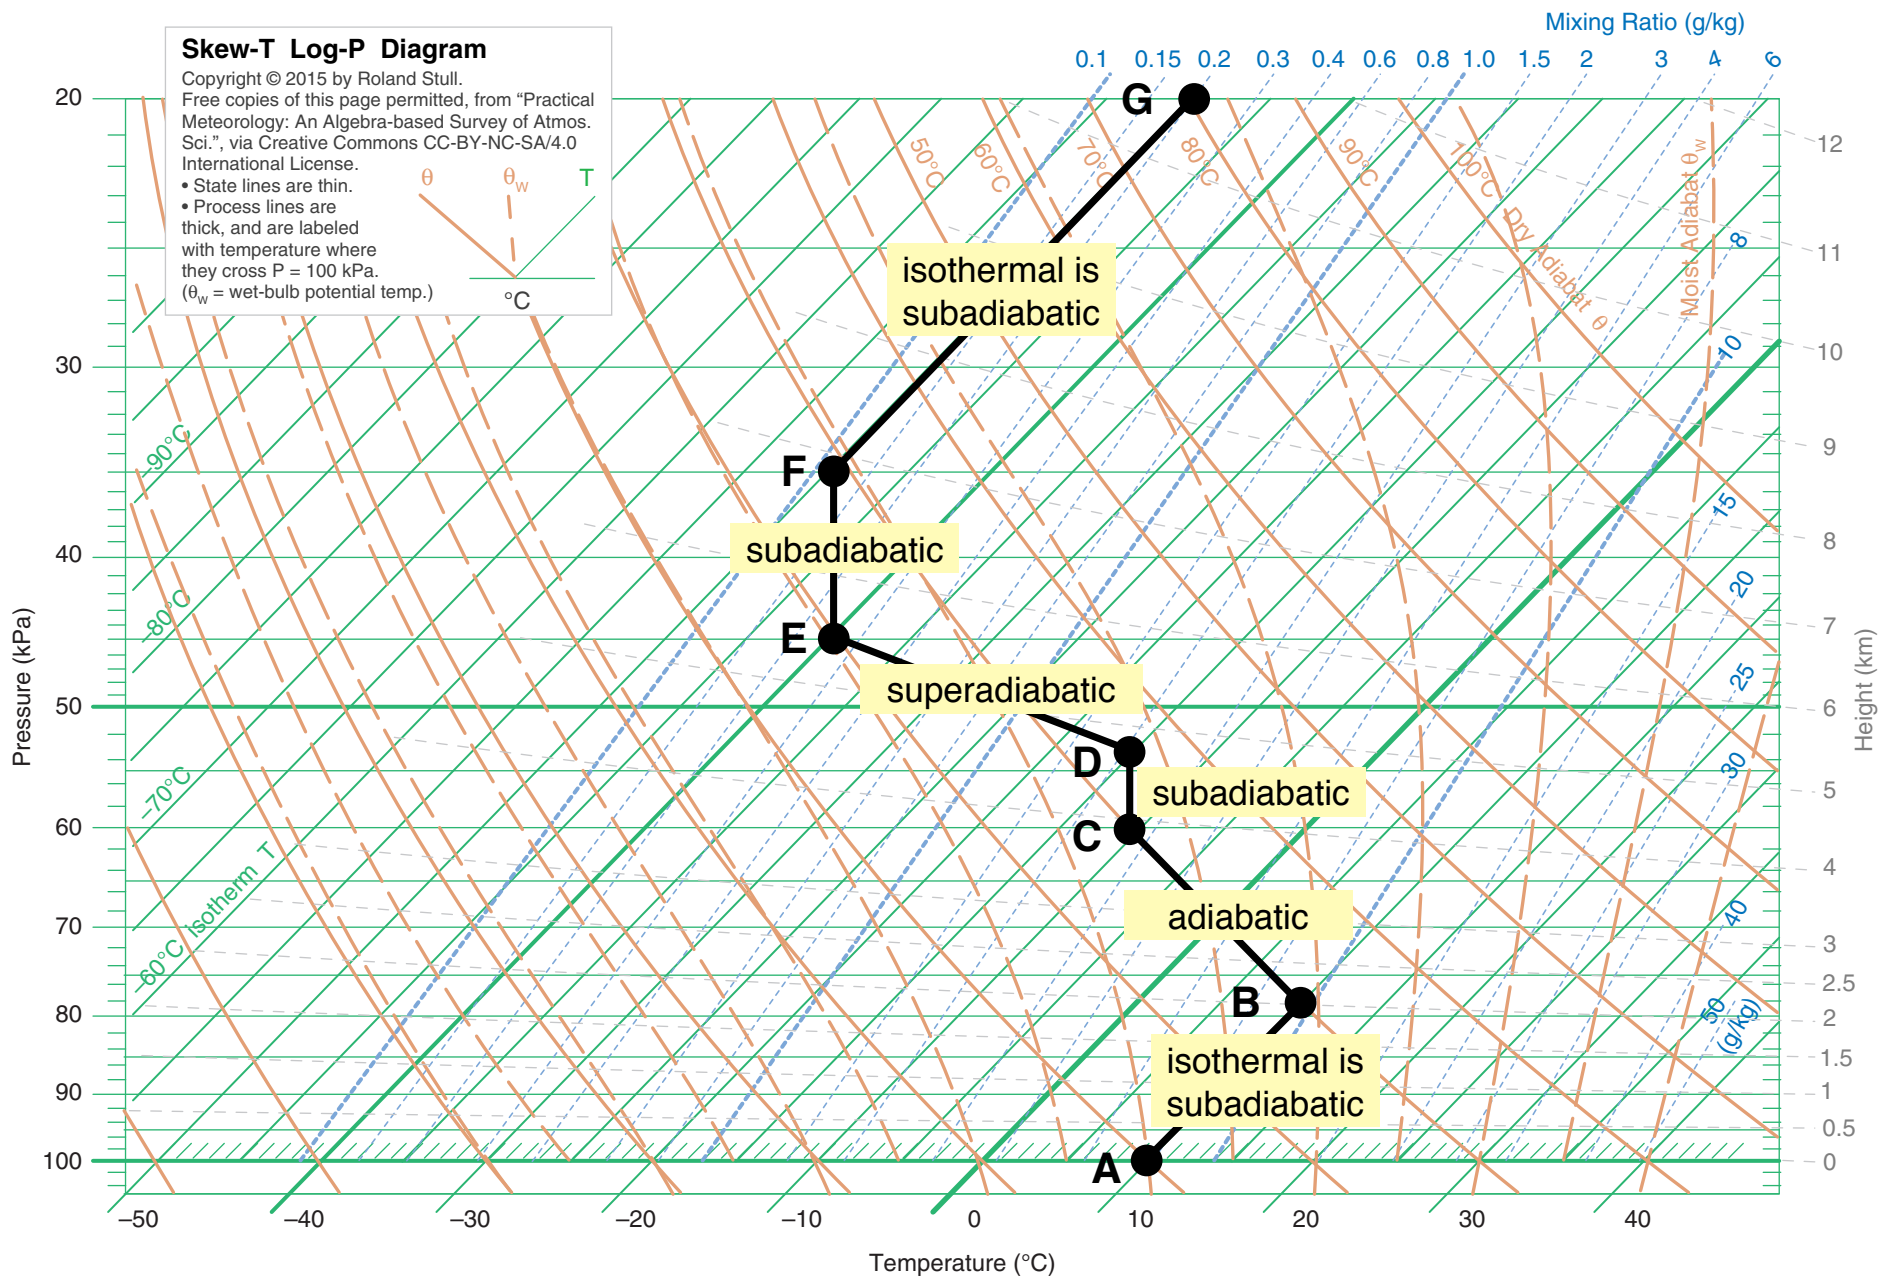 Mixing Ratio (g/kg)
Skew-T Log-P Diagram
Copyright © 2015 by Roland Stull.
Free copies of this page permitted, from “Practical
Meteorology: An Algebra-based Survey of Atmos.
Sci.”, via Creative Commons CC-BY-NC-SA/4.0
International License.
• State lines are thin.
• Process lines are
thick, and are labeled
with temperature where
they cross P = 100 kPa.
(θw = wet-bulb potential temp.)
θ
θw
T
°C
0.1 0.15 0.2 0.3 0.4 0.6 0.8 1.0 1.5 2 3 4 6
8
10
15
20
25
30
40
50
(g/kg)
G
50°C
60°C
70°C
80°C
90°C
100°C Dry Adiabat θ
Moist Adiabat θw
isothermal is
subadiabatic
–90°C
F
subadiabatic
–80°C
E
superadiabatic
D
–70°C
subadiabatic
C
–60°C isotherm T
adiabatic
B
isothermal is
subadiabatic
A
Pressure (kPa)
20
30
40
50
60
70
80
90
100
Height (km)
12
11
10
9
8
7
6
5
4
3
2.5
2
1.5
1
0.5
0
–50 –40 –30 –20 –10 0 10 20 30 40
Temperature (°C)